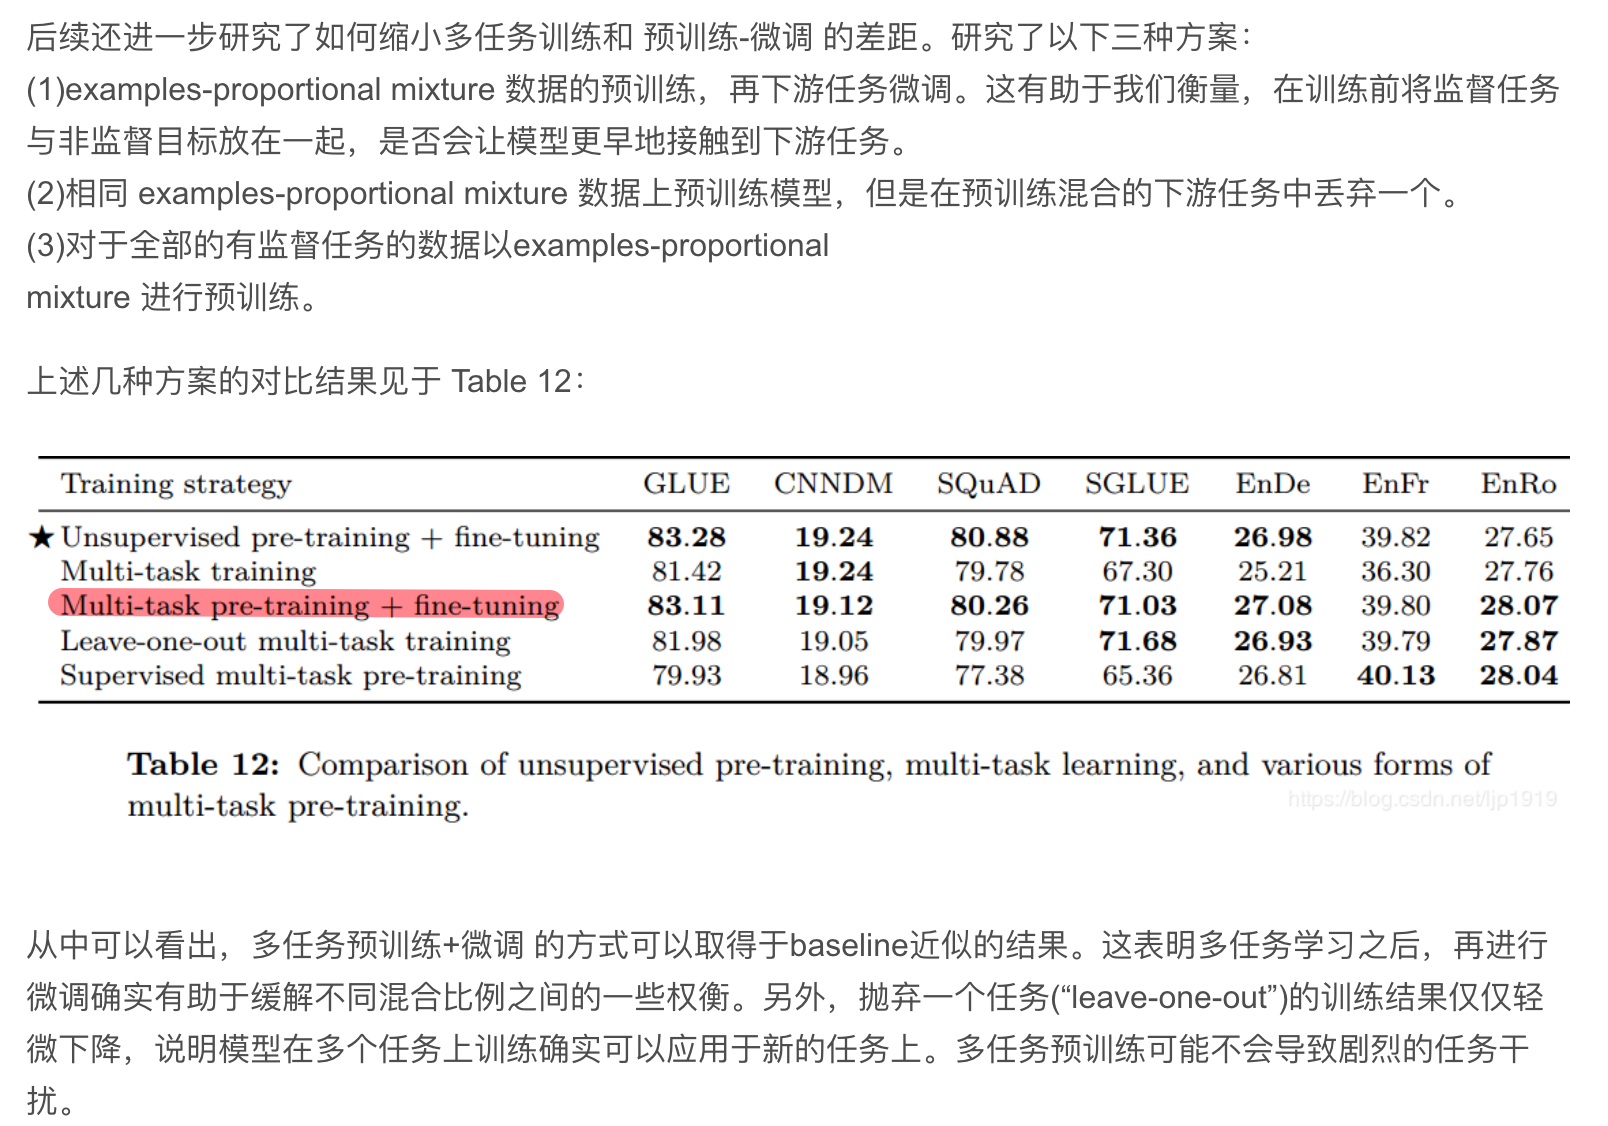 后续还进一步研究了如何缩小多任务训练和 预训练-微调 的差距。研究了以下三种方案：
(1)examples-proportional mixture 数据的预训练，再下游任务微调。这有助于我们衡量，在训练前将监督任务
与非监督目标放在一起，是否会让模型更早地接触到下游任务。
(2)相同 examples-proportional mixture 数据上预训练模型，但是在预训练混合的下游任务中丢弃一个。
(3)对于全部的有监督任务的数据以examples-proportional
mixture 进行预训练。
上述几种方案的对比结果见于 Table 12：
Training strategy GLUE CNNDM SQuAD SGLUE EnDe EnFr EnRo
★ Unsupervised pre-training + fine-tuning 83.28 19.24 80.88 71.36 26.98 39.82 27.65
Multi-task training 81.42 19.24 79.78 67.30 25.21 36.30 27.76
Multi-task pre-training + fine-tuning 83.11 19.12 80.26 71.03 27.08 39.80 28.07
Leave-one-out multi-task training 81.98 19.05 79.97 71.68 26.93 39.79 27.87
Supervised multi-task pre-training 79.93 18.96 77.38 65.36 26.81 40.13 28.04
Table 12: Comparison of unsupervised pre-training, multi-task learning, and various forms of
multi-task pre-training.
https://blog.csdn.net/ljp1919
从中可以看出，多任务预训练+微调 的方式可以取得于baseline近似的结果。这表明多任务学习之后，再进行
微调确实有助于缓解不同混合比例之间的一些权衡。另外，抛弃一个任务(“leave-one-out”)的训练结果仅仅轻
微下降，说明模型在多个任务上训练确实可以应用于新的任务上。多任务预训练可能不会导致剧烈的任务干
扰。